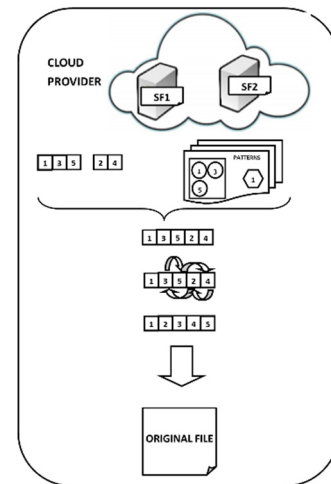 CLOUD
PROVIDER
SF1
SF2
1 3 5 2 4
PATTERNS
1 3
5
1
1 3 5 2 4
1 3 5 2 4
1 2 3 4 5
ORIGINAL FILE